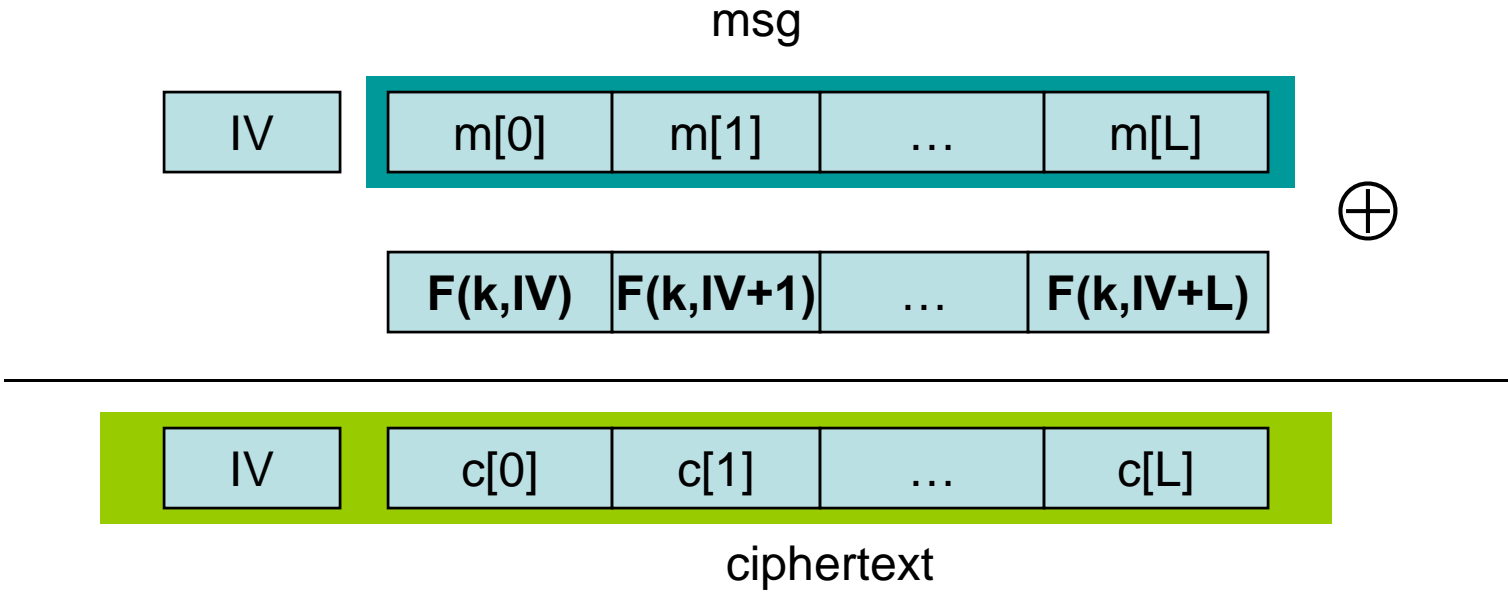 msg
IV m[0] m[1] … m[L]
⊕
F(k,IV) F(k,IV+1) … F(k,IV+L)
IV c[0] c[1] … c[L]
ciphertext